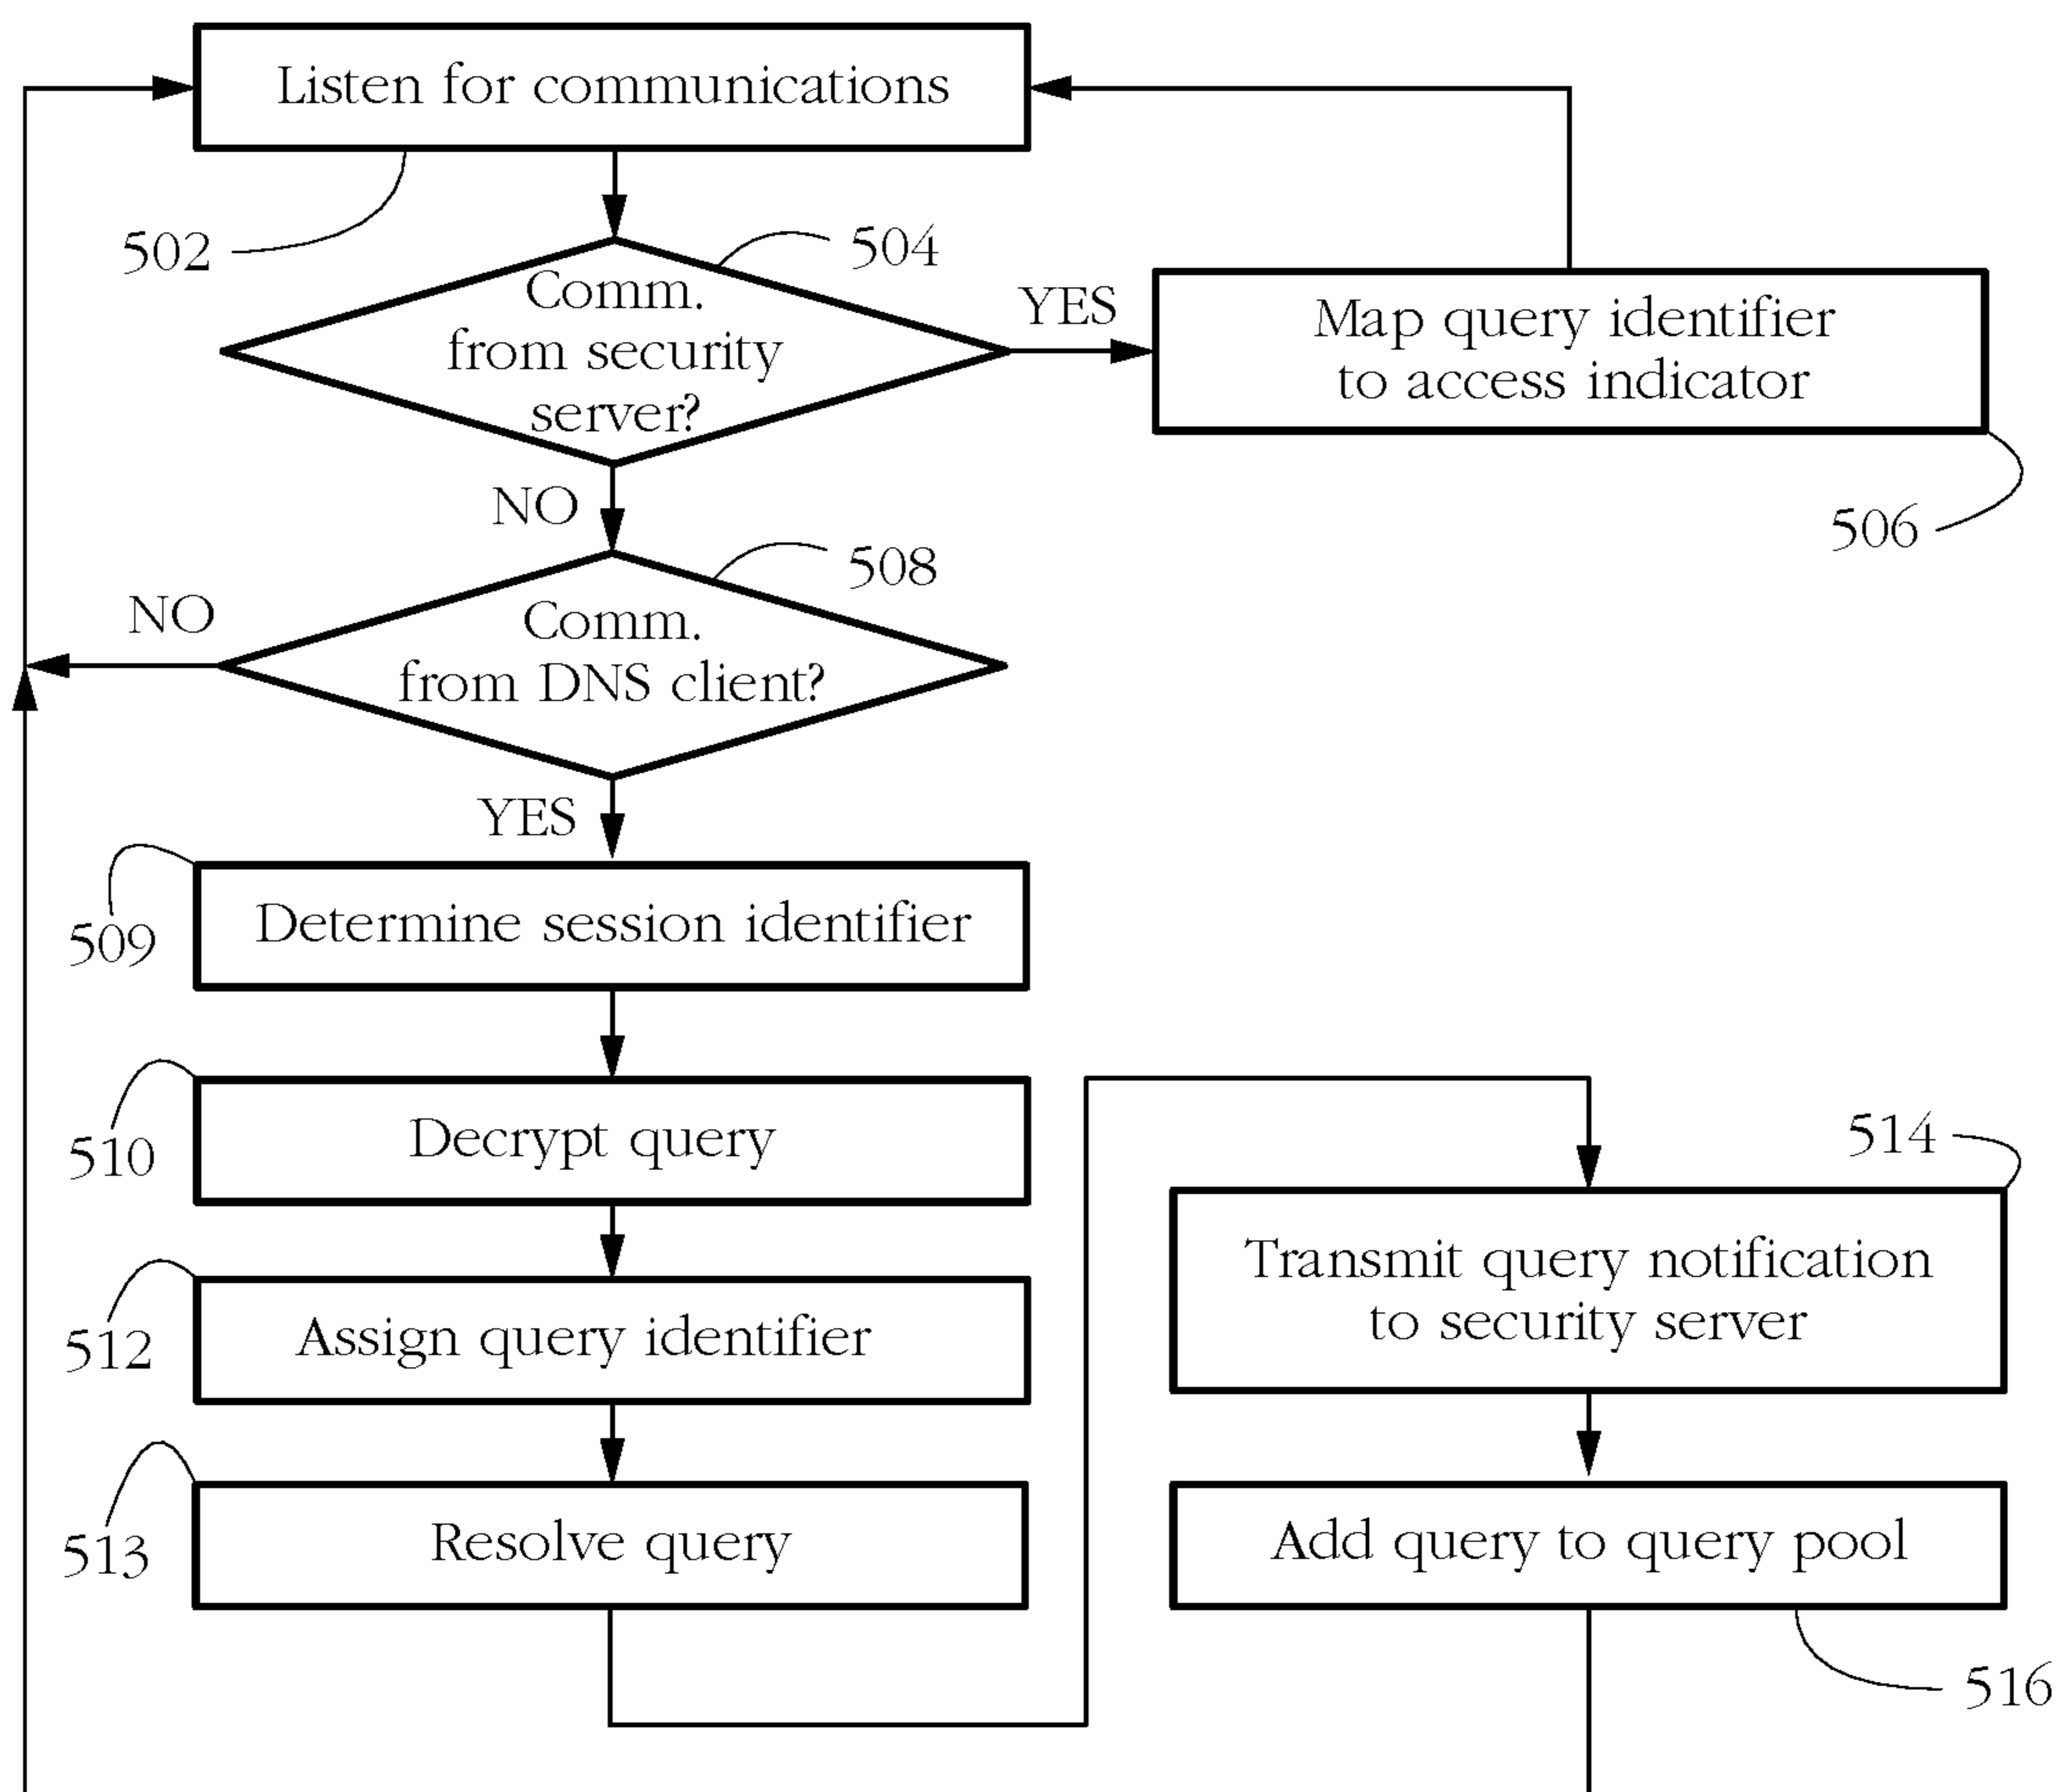 Listen for communications
502
504
Comm.
from security
server?
YES
Map query identifier
to access indicator
506
NO
508
Comm.
from DNS client?
NO
YES
509
Determine session identifier
510
Decrypt query
512
Assign query identifier
513
Resolve query
514
Transmit query notification
to security server
Add query to query pool
516